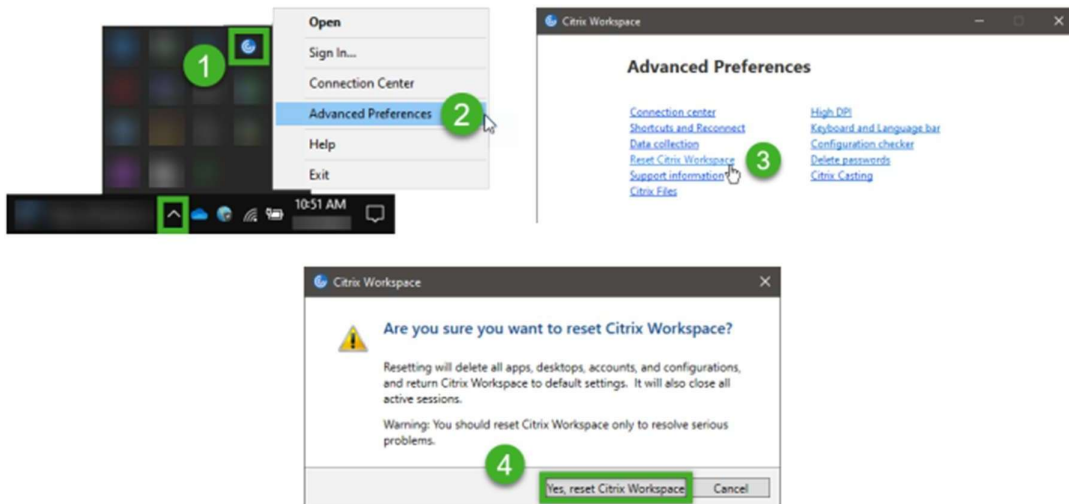 Open
Sign In...
Connection Center
Advanced Preferences
Help
Exit
1
2
10:51 AM
Citrix Workspace
Advanced Preferences
Connection center
Shortcuts and Reconnect
Data collection
Reset Citrix Workspace
Support information
Citrix Files
High DPI
Keyboard and Language bar
Configuration checker
Delete passwords
Citrix Casting
3
Citrix Workspace
Are you sure you want to reset Citrix Workspace?
Resetting will delete all apps, desktops, accounts, and configurations,
and return Citrix Workspace to default settings. It will also close all
active sessions.
Warning: You should reset Citrix Workspace only to resolve serious
problems.
4
Yes, reset Citrix Workspace
Cancel